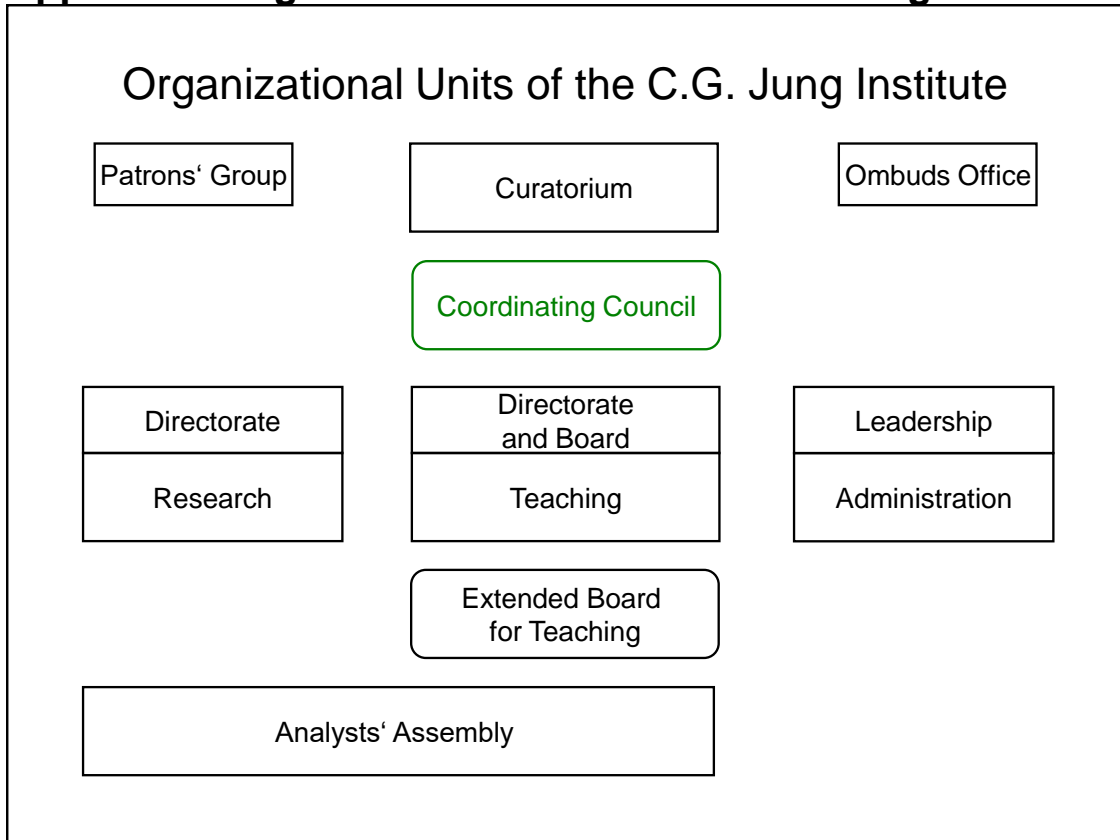 Organizational Units of the C.G. Jung Institute
Patrons‘ Group
Curatorium
Ombuds Office
Coordinating Council
Directorate
Directorate
and Board
Leadership
Research
Teaching
Administration
Extended Board
for Teaching
Analysts‘ Assembly